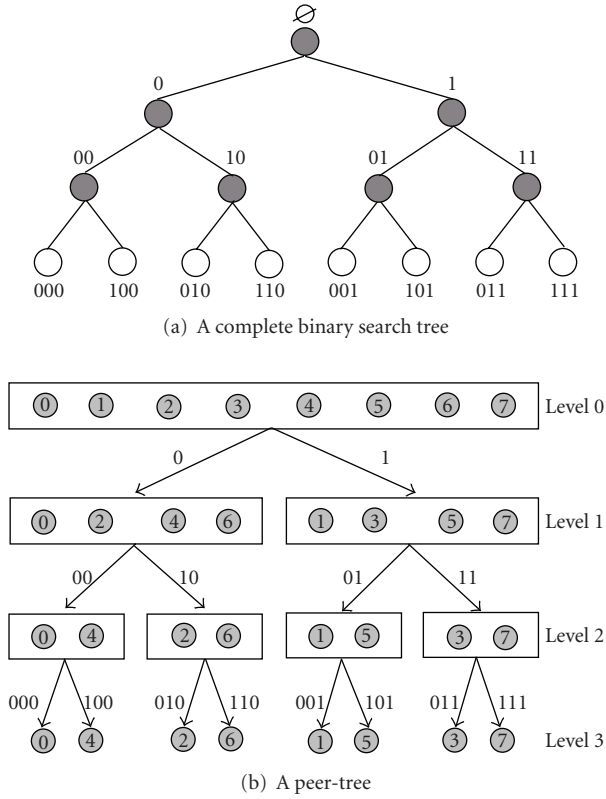 ∅
0 1
00 10 01 11
000 100 010 110 001 101 011 111
(a) A complete binary search tree
0 1 2 3 4 5 6 7 Level 0
0 1
0 2 4 6 1 3 5 7 Level 1
00 10 01 11
0 4 2 6 1 5 3 7 Level 2
000 100 010 110 001 101 011 111
0 4 2 6 1 5 3 7 Level 3
(b) A peer-tree